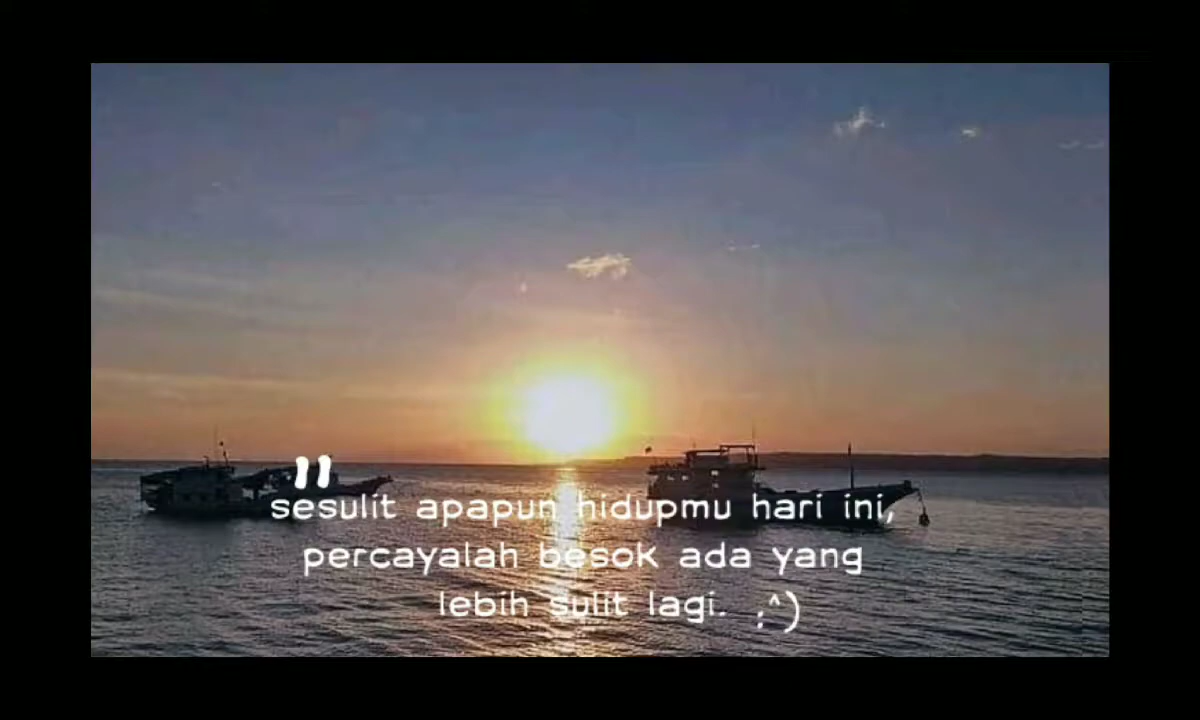 "
sesulit apapun hidupmu hari ini,
percayalah besok ada yang
lebih sulit lagi. :^)